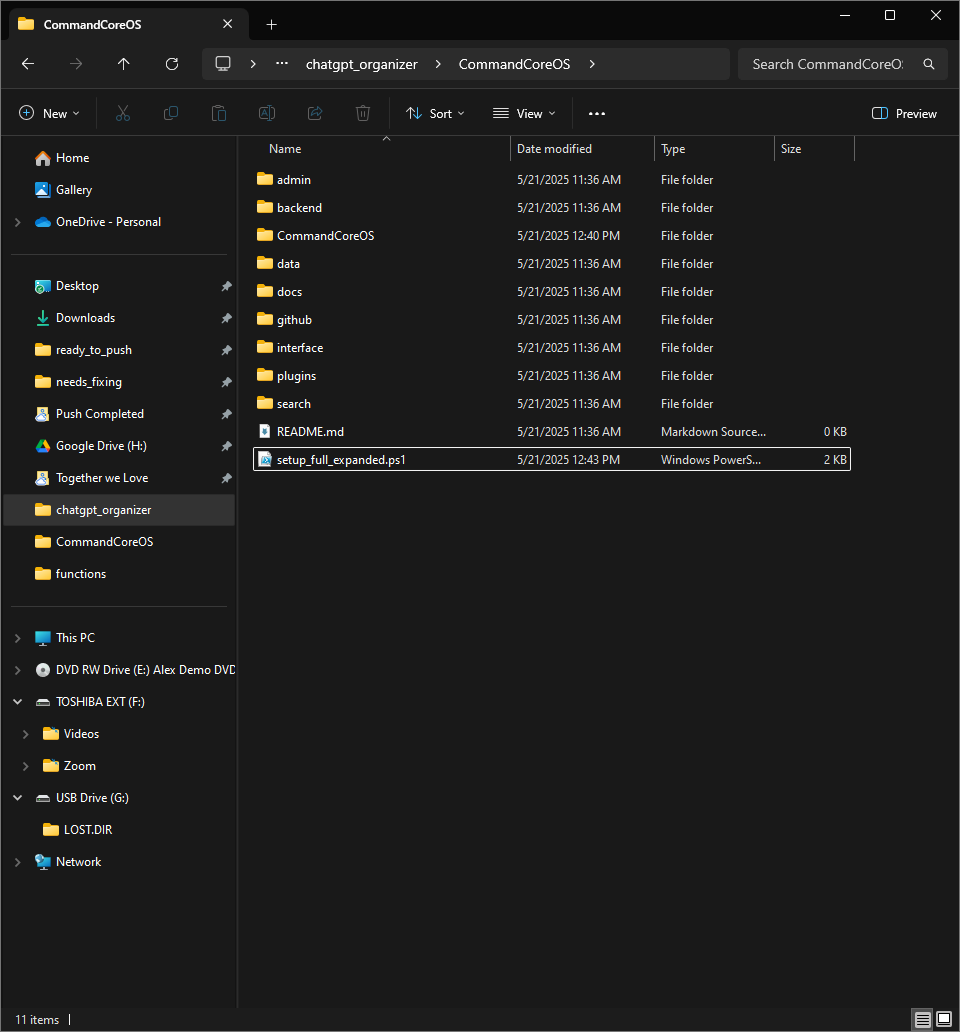 CommandCoreOS
chatgpt_organizer CommandCoreOS Search CommandCoreO
New Sort View Preview
Home
Gallery
OneDrive - Personal
Desktop
Downloads
ready_to_push
needs_fixing
Push Completed
Google Drive (H:)
Together we Love
chatgpt_organizer
CommandCoreOS
functions
This PC
DVD RW Drive (E:) Alex Demo DVD
TOSHIBA EXT (F:)
Videos
Zoom
USB Drive (G:)
LOST.DIR
Network
Name Date modified Type Size
admin 5/21/2025 11:36 AM File folder
backend 5/21/2025 11:36 AM File folder
CommandCoreOS 5/21/2025 12:40 PM File folder
data 5/21/2025 11:36 AM File folder
docs 5/21/2025 11:36 AM File folder
github 5/21/2025 11:36 AM File folder
interface 5/21/2025 11:36 AM File folder
plugins 5/21/2025 11:36 AM File folder
search 5/21/2025 11:36 AM File folder
README.md 5/21/2025 11:36 AM Markdown Source... 0 KB
setup_full_expanded.ps1 5/21/2025 12:43 PM Windows PowerS... 2 KB
11 items